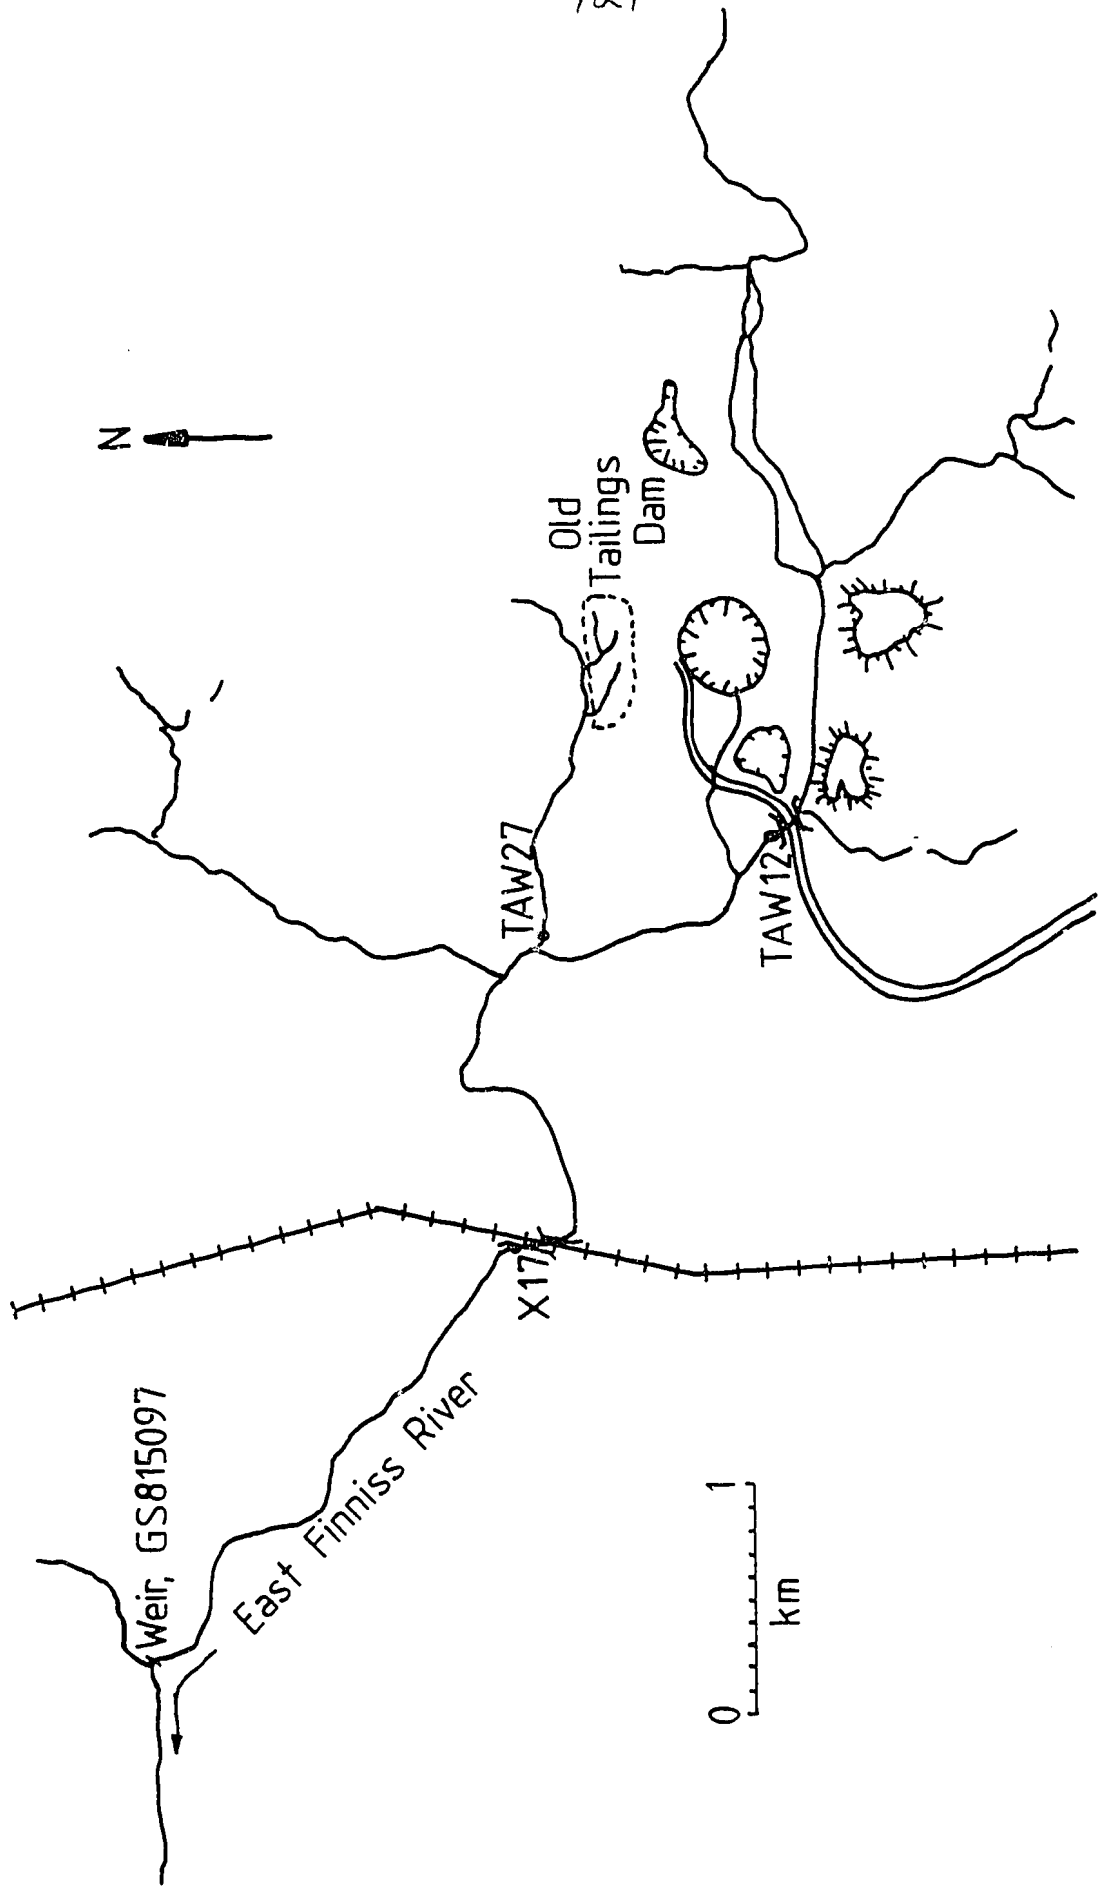 N
Old
Tailings
Dam
TAW27
TAW12
X17
Weir, GS815097
East Finniss River
0 1
km